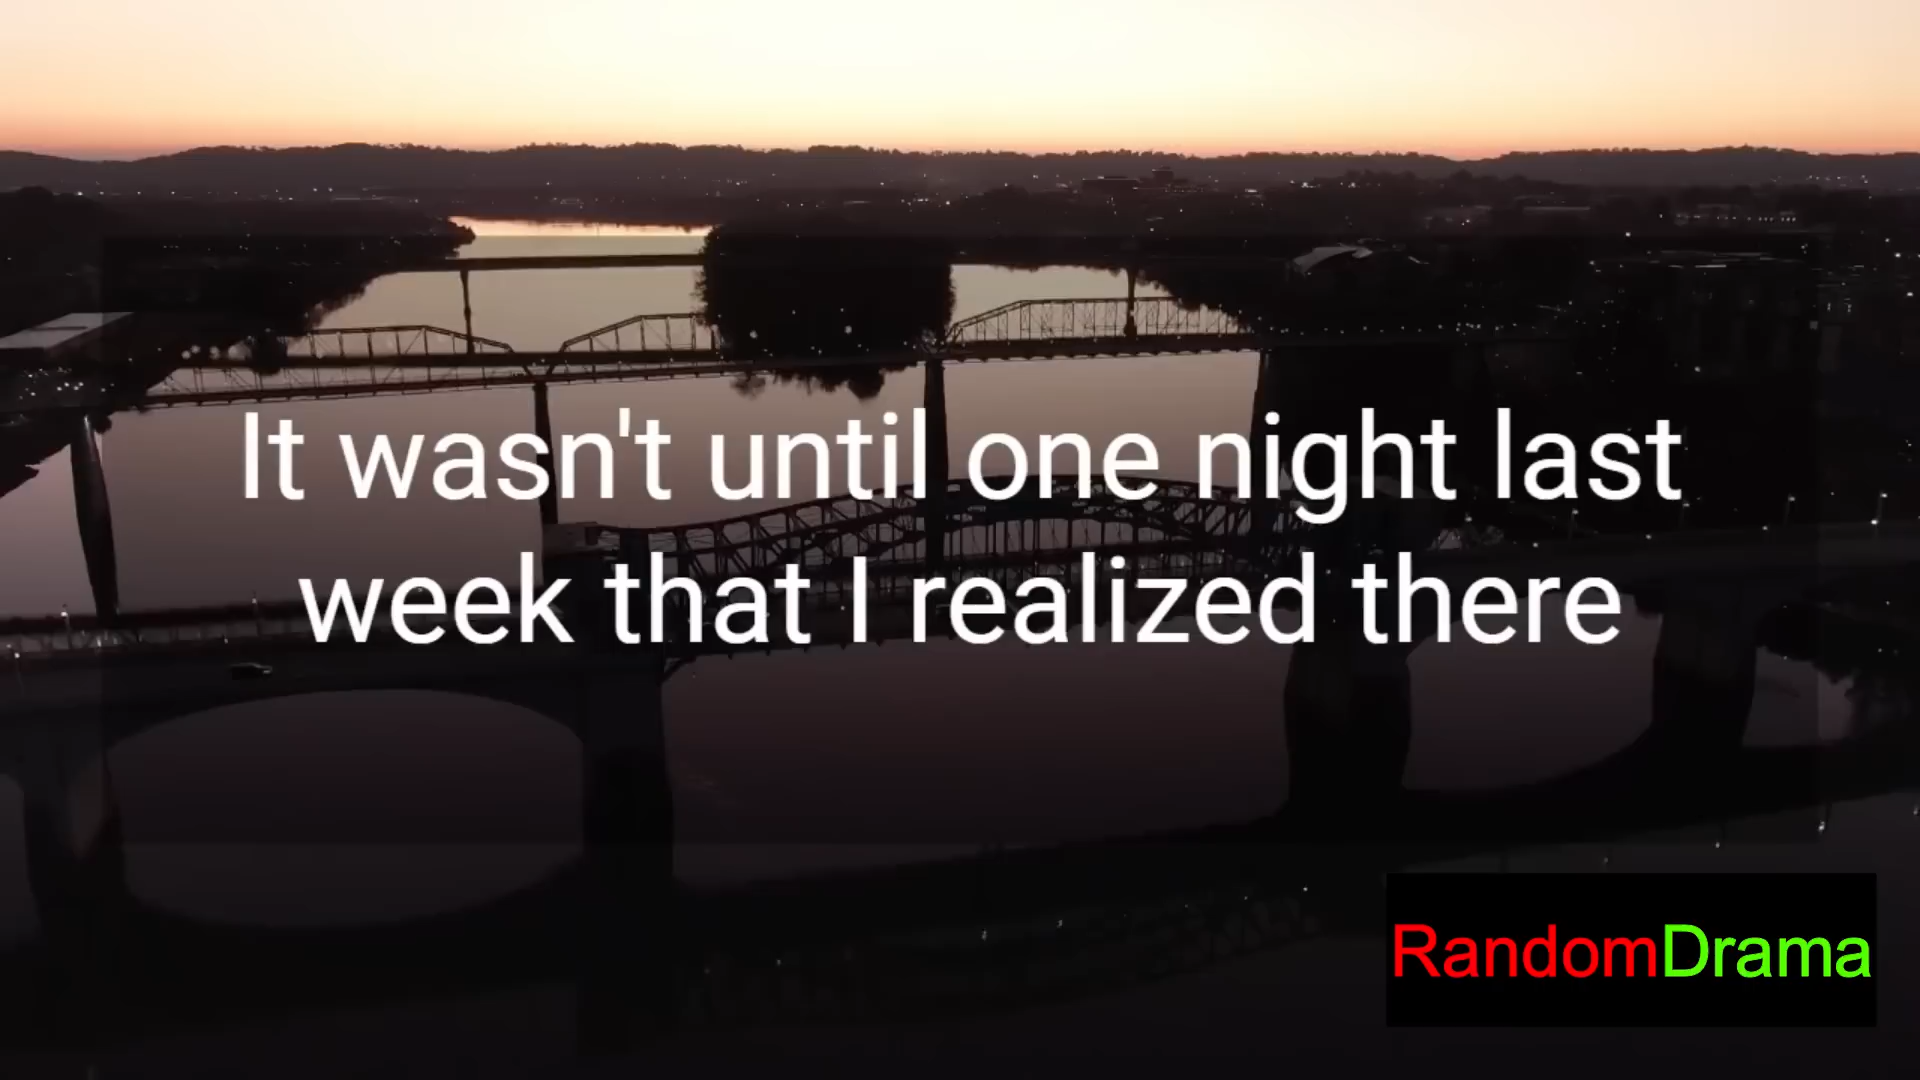 It wasn't until one night last
week that I realized there
RandomDrama